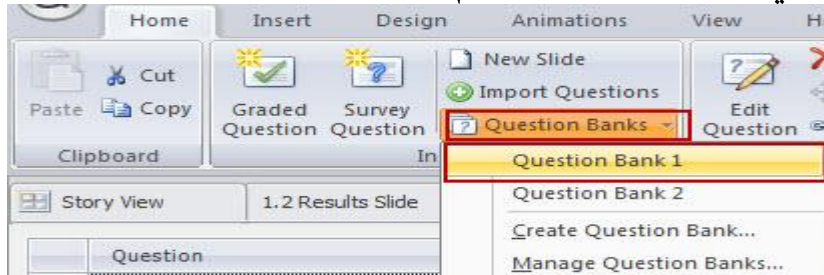 Home Insert Design Animations View H
Cut
New Slide
Paste Copy
Import Questions
Graded Question
Survey Question
Question Banks
Edit Question
Clipboard
In
Question Bank 1
Story View
1.2 Results Slide
Question Bank 2
Create Question Bank...
Question
Manage Question Banks...